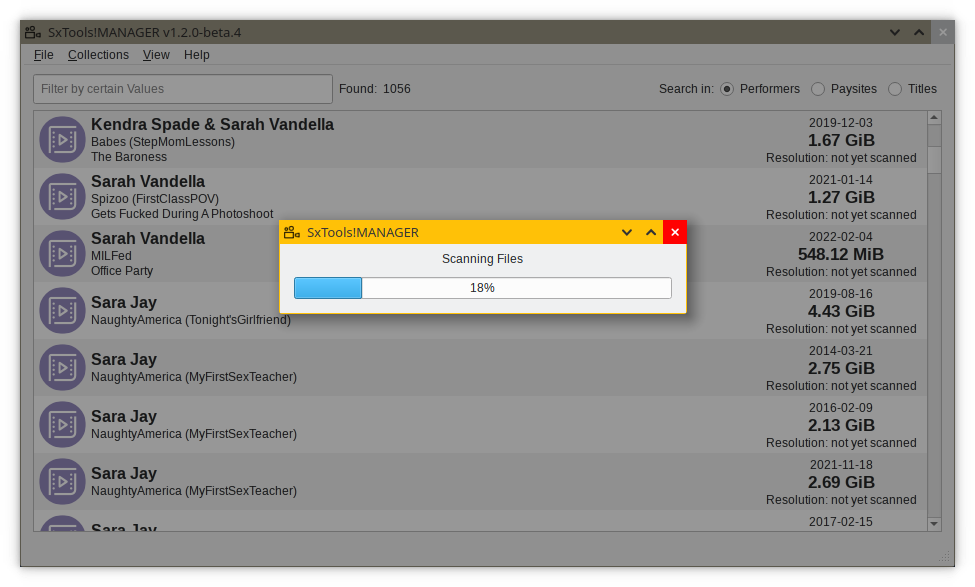 SxTools!MANAGER v1.2.0-beta.4
File Collections View Help
Filter by certain Values Found: 1056 Search in: Performers Paysites Titles
Kendra Spade & Sarah Vandella
Babes (StepMomLessons)
The Baroness
2019-12-03
1.67 GiB
Resolution: not yet scanned
Sarah Vandella
Spizoo (FirstClassPOV)
Gets Fucked During A Photoshoot
2021-01-14
1.27 GiB
Resolution: not yet scanned
Sarah Vandella
MILFed
Office Party
2022-02-04
548.12 MiB
Resolution: not yet scanned
SxTools!MANAGER
Scanning Files
18%
Sara Jay
NaughtyAmerica (Tonight'sGirlfriend)
2019-08-16
4.43 GiB
Resolution: not yet scanned
Sara Jay
NaughtyAmerica (MyFirstSexTeacher)
2014-03-21
2.75 GiB
Resolution: not yet scanned
Sara Jay
NaughtyAmerica (MyFirstSexTeacher)
2016-02-09
2.13 GiB
Resolution: not yet scanned
Sara Jay
NaughtyAmerica (MyFirstSexTeacher)
2021-11-18
2.69 GiB
Resolution: not yet scanned
Sara Jay
2017-02-15